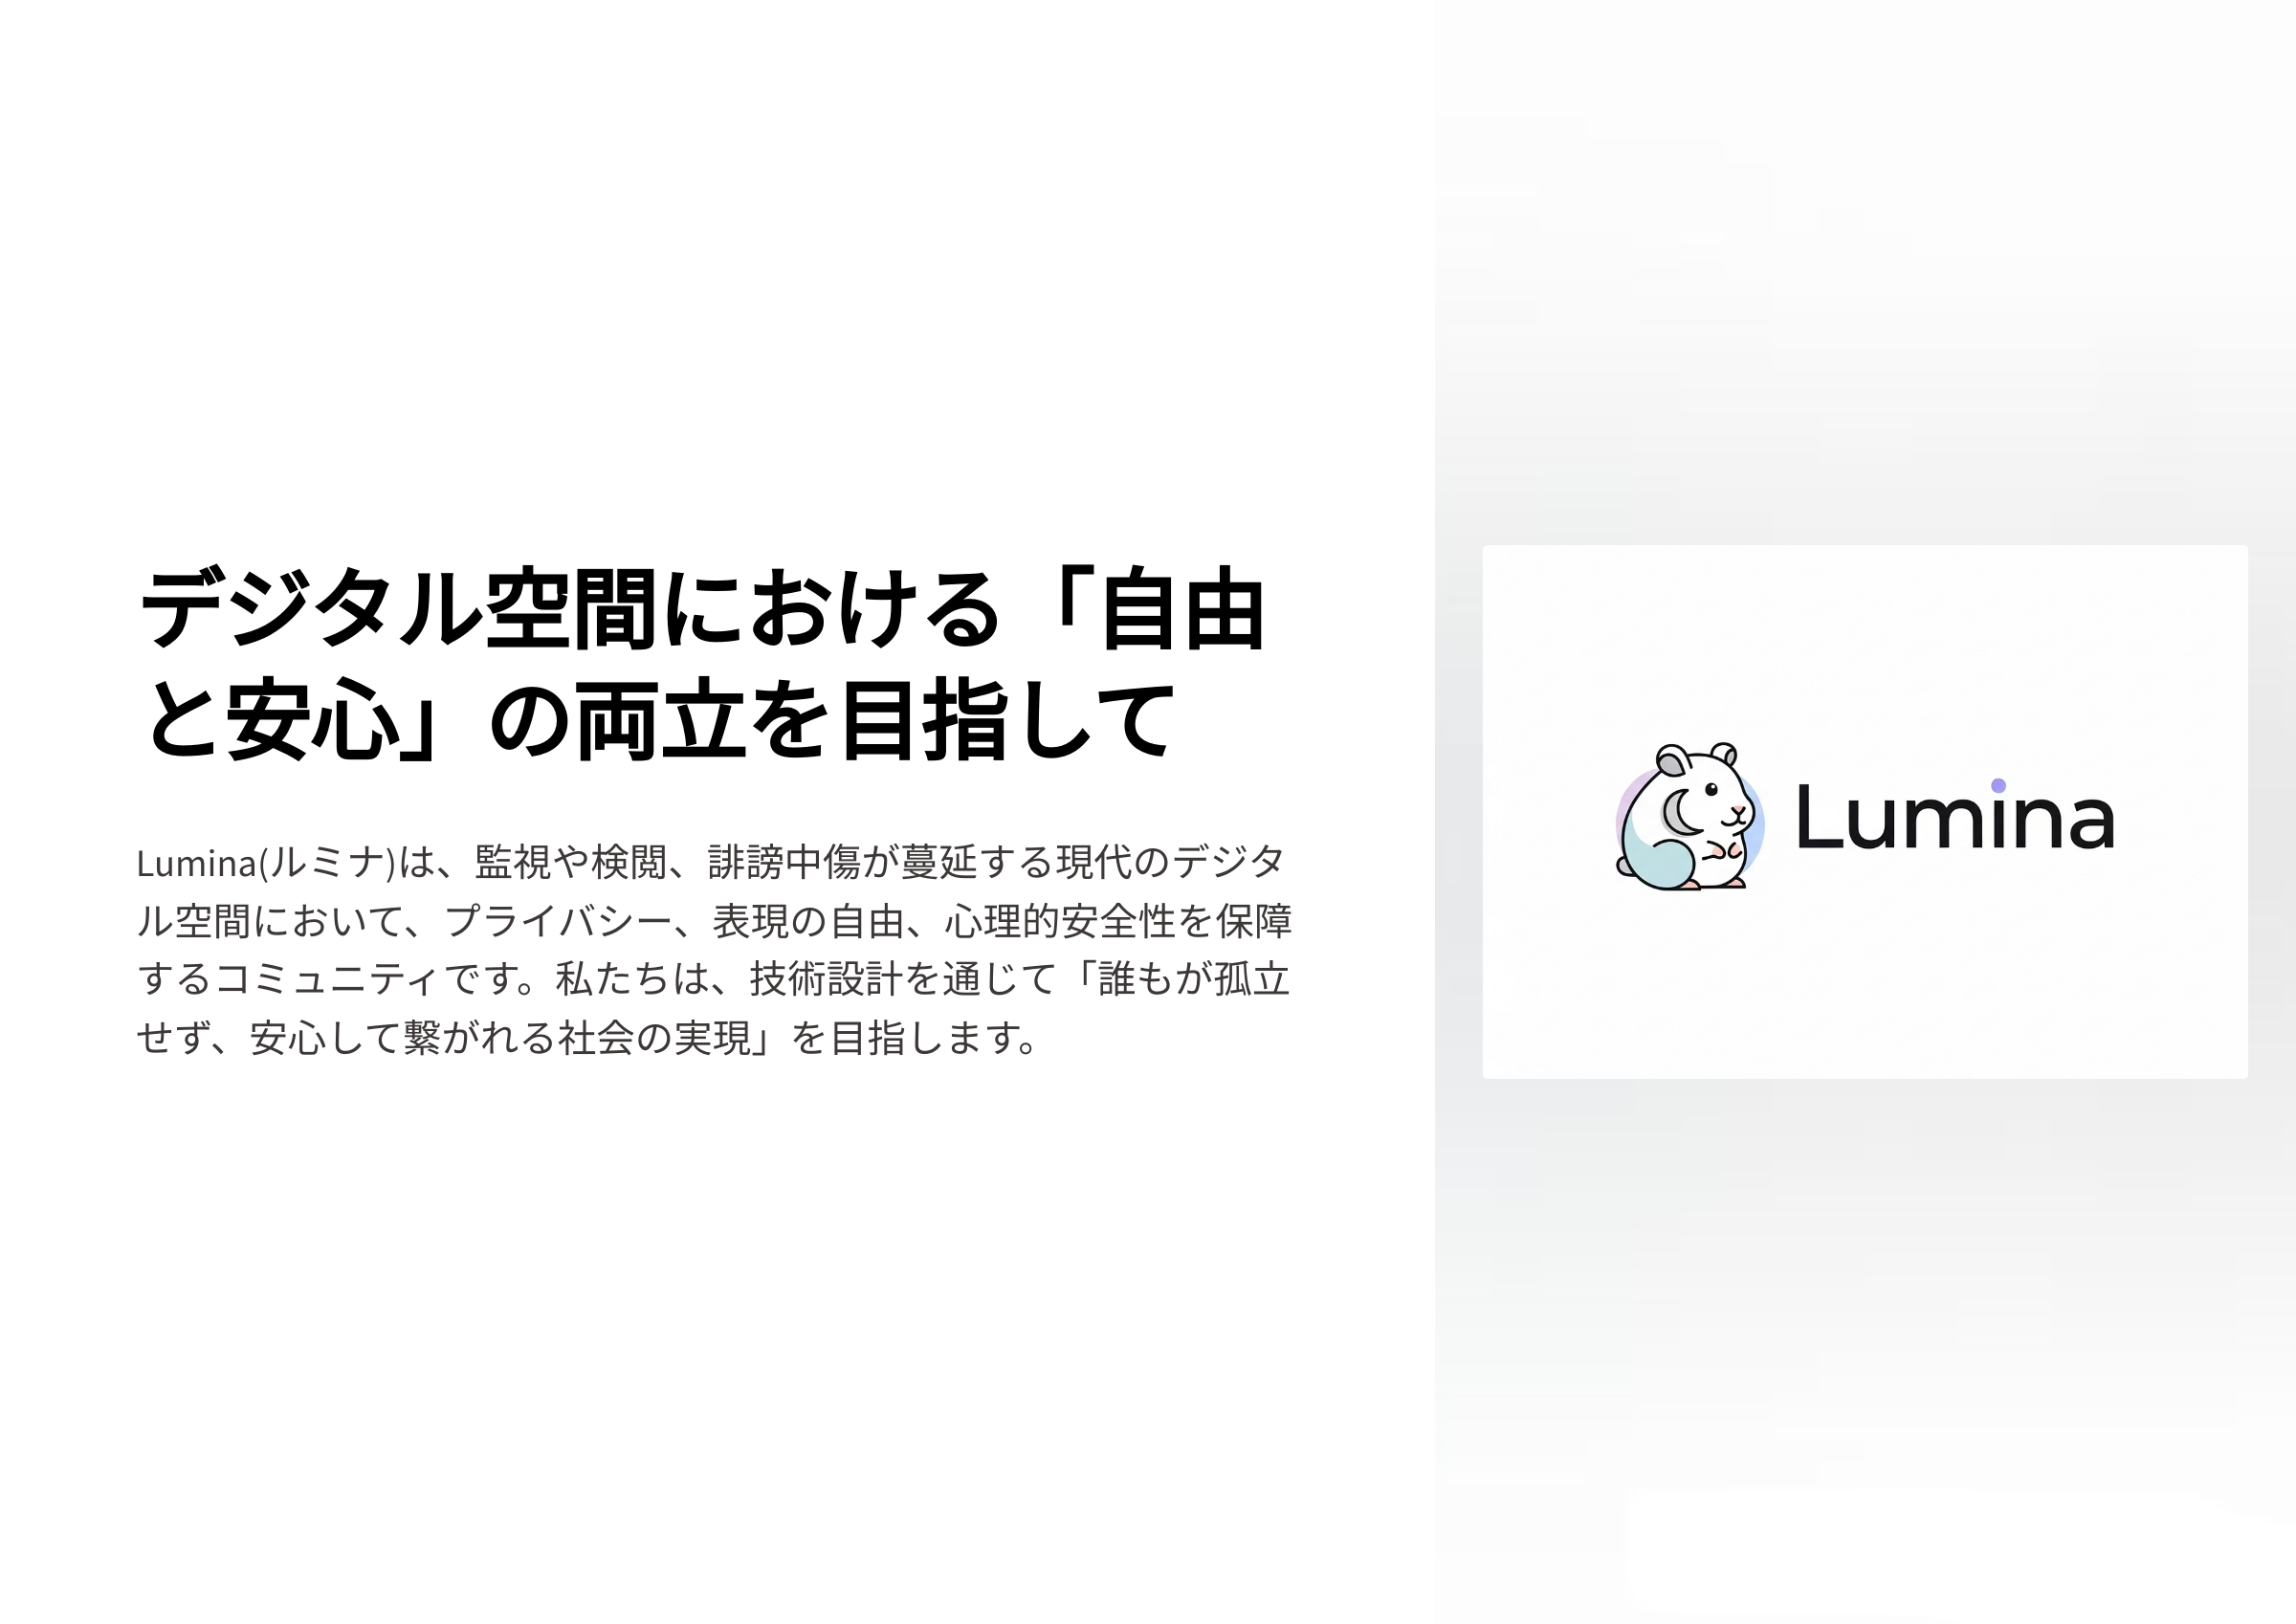 デジタル空間における「自由
と安心」の両立を目指して
Lumina(ルミナ)は、監視や検閲、誹謗中傷が蔓延する現代のデジタ
ル空間において、プライバシー、表現の自由、心理的安全性を保障
するコミュニティです。私たちは、技術設計を通じて「誰もが孤立
せず、安心して繋がれる社会の実現」を目指します。
Lumina